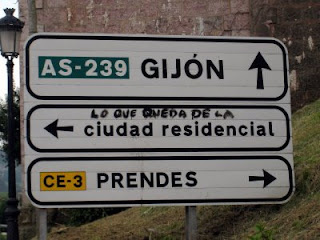 AS-239 GIJÓN
LO QUE QUEDA DE LA
ciudad residencial
CE-3 PRENDES